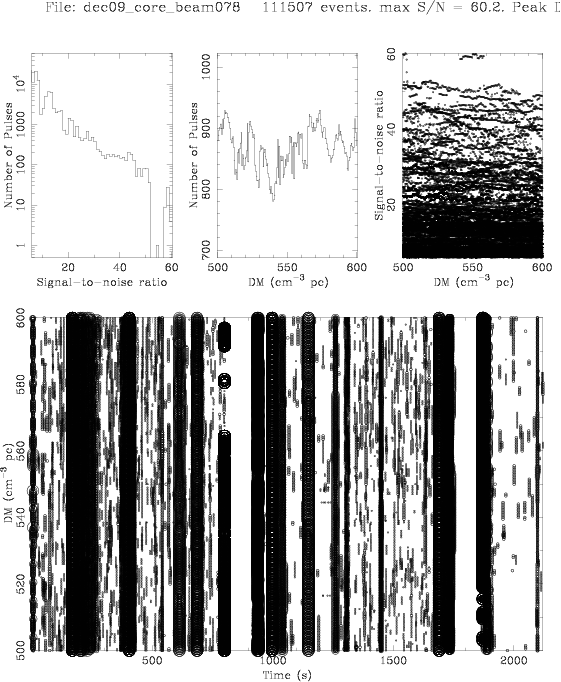 File: dec09_core_beam078 111507 events. max S/N = 60.2. Peak D
Number of Pulses
10⁴
1000
100
10
1
20 40 60
Signal-to-noise ratio
Number of Pulses
1000
900
800
700
500 550 600
DM (cm⁻³ pc)
Signal-to-noise ratio
60
40
20
500 550 600
DM (cm⁻³ pc)
DM (cm⁻³ pc)
600
580
560
540
520
500
500 1000 1500 2000
Time (s)